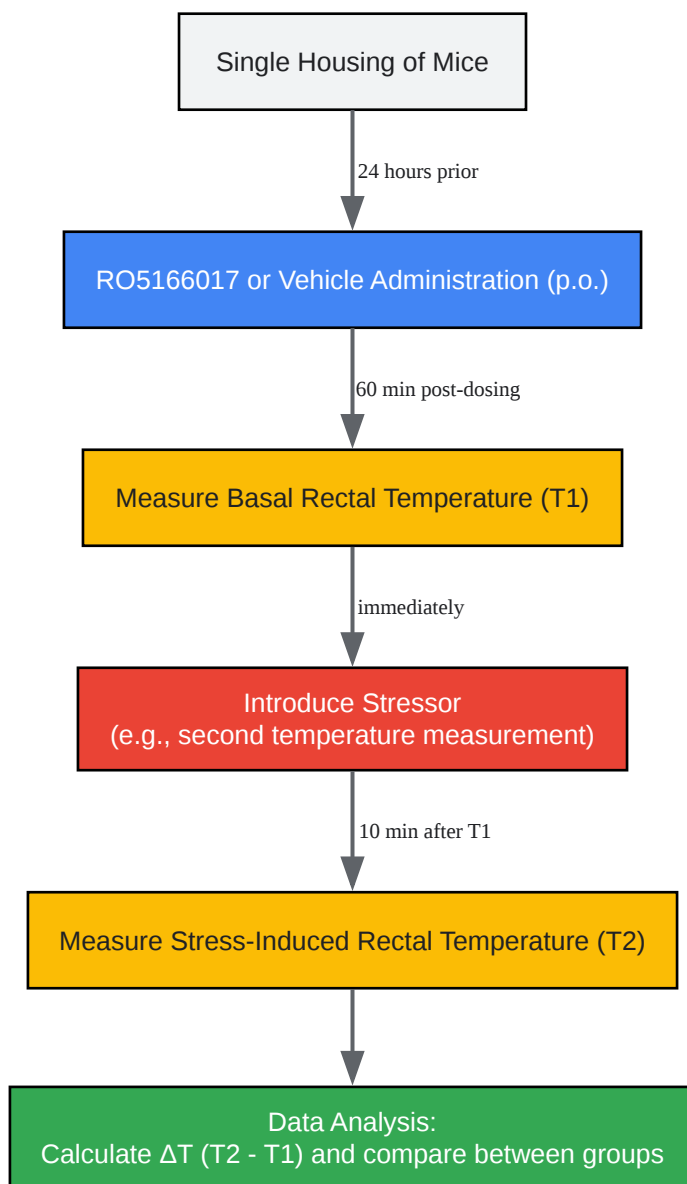 Single Housing of Mice
24 hours prior
RO5166017 or Vehicle Administration (p.o.)
60 min post-dosing
Measure Basal Rectal Temperature (T1)
immediately
Introduce Stressor
(e.g., second temperature measurement)
10 min after T1
Measure Stress-Induced Rectal Temperature (T2)
Data Analysis:
Calculate ΔT (T2 - T1) and compare between groups